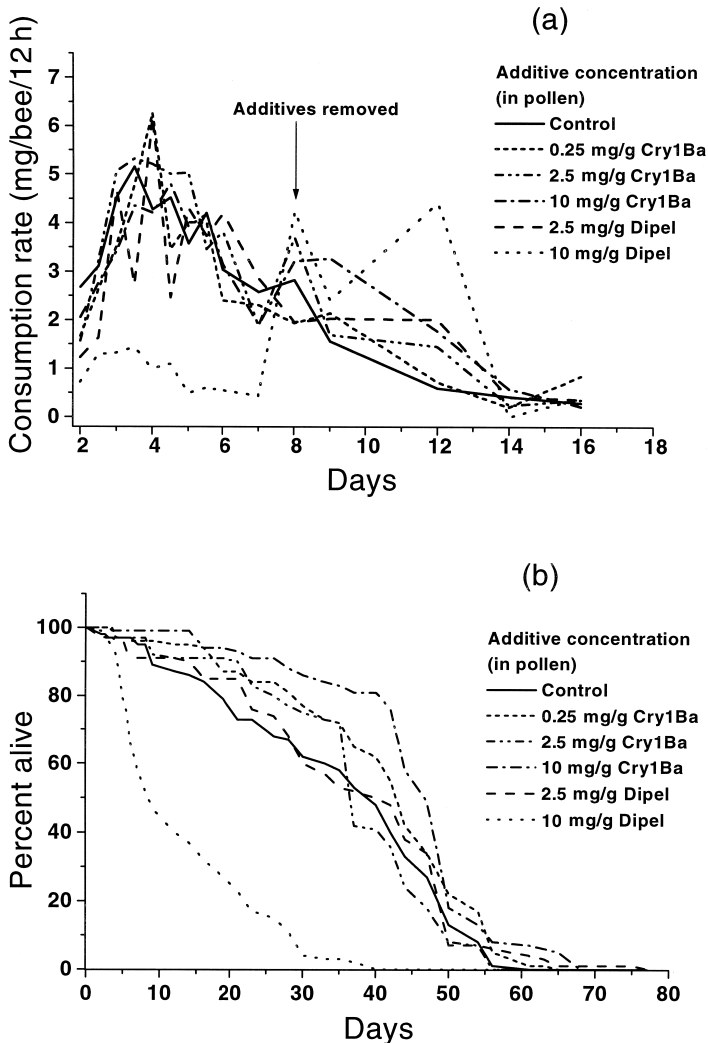 (a)
Consumption rate (mg/bee/12 h)
7
6
5
4
3
2
1
0
Additives removed
Additive concentration
(in pollen)
Control
0.25 mg/g Cry1Ba
2.5 mg/g Cry1Ba
10 mg/g Cry1Ba
2.5 mg/g Dipel
10 mg/g Dipel
2 4 6 8 10 12 14 16 18
Days
(b)
Percent alive
100
80
60
40
20
0
Additive concentration
(in pollen)
Control
0.25 mg/g Cry1Ba
2.5 mg/g Cry1Ba
10 mg/g Cry1Ba
2.5 mg/g Dipel
10 mg/g Dipel
0 10 20 30 40 50 60 70 80
Days